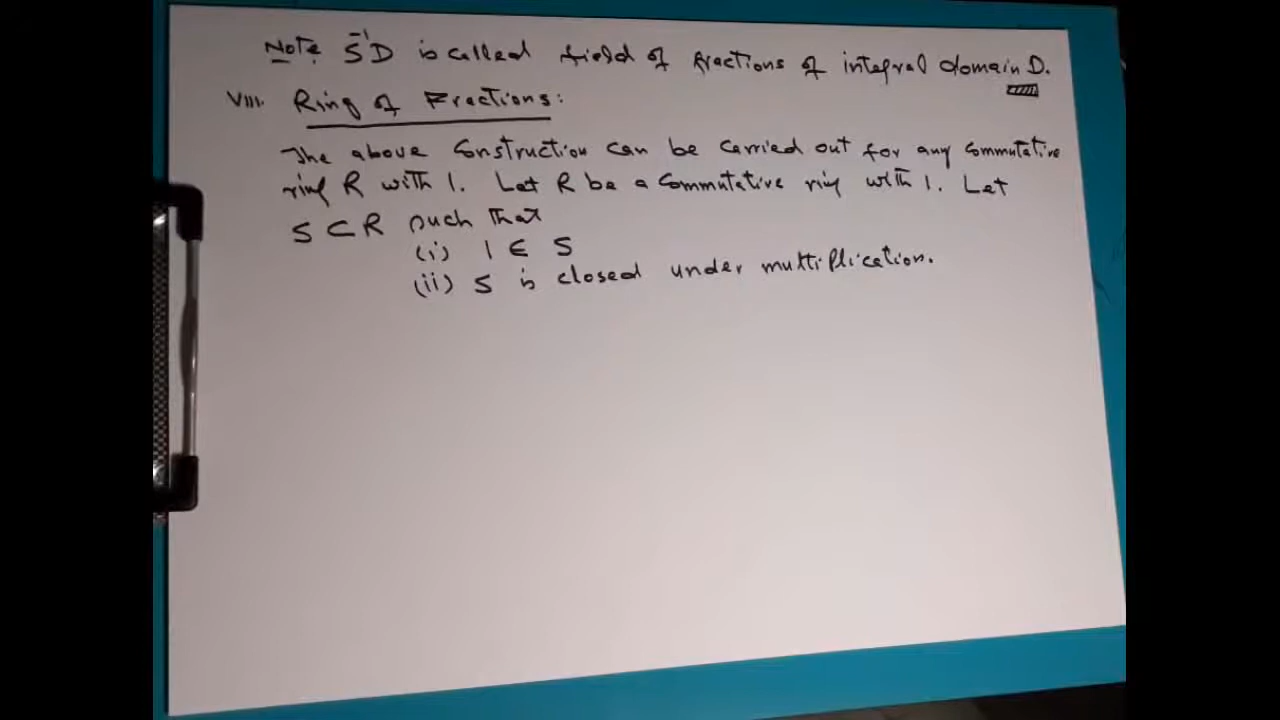 Note: S⁻¹D is called field of fractions of integral domain D.
VIII. Ring of Fractions:
The above construction can be carried out for any commutative
ring R with 1. Let R be a commutative ring with 1. Let
S ⊂ R such that
(i) 1 ∈ S
(ii) S is closed under multiplication.